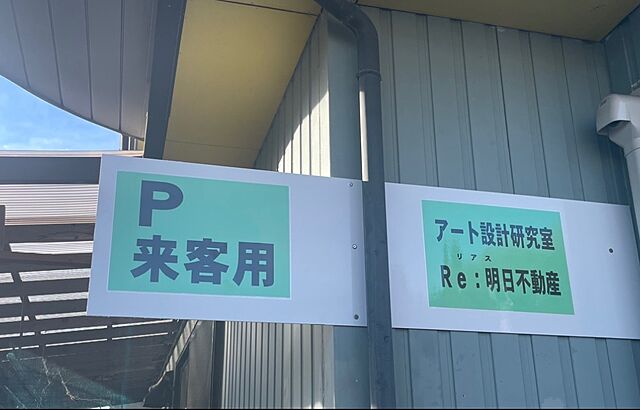 P
来客用
アート設計研究室
リアス
Re:明日不動産